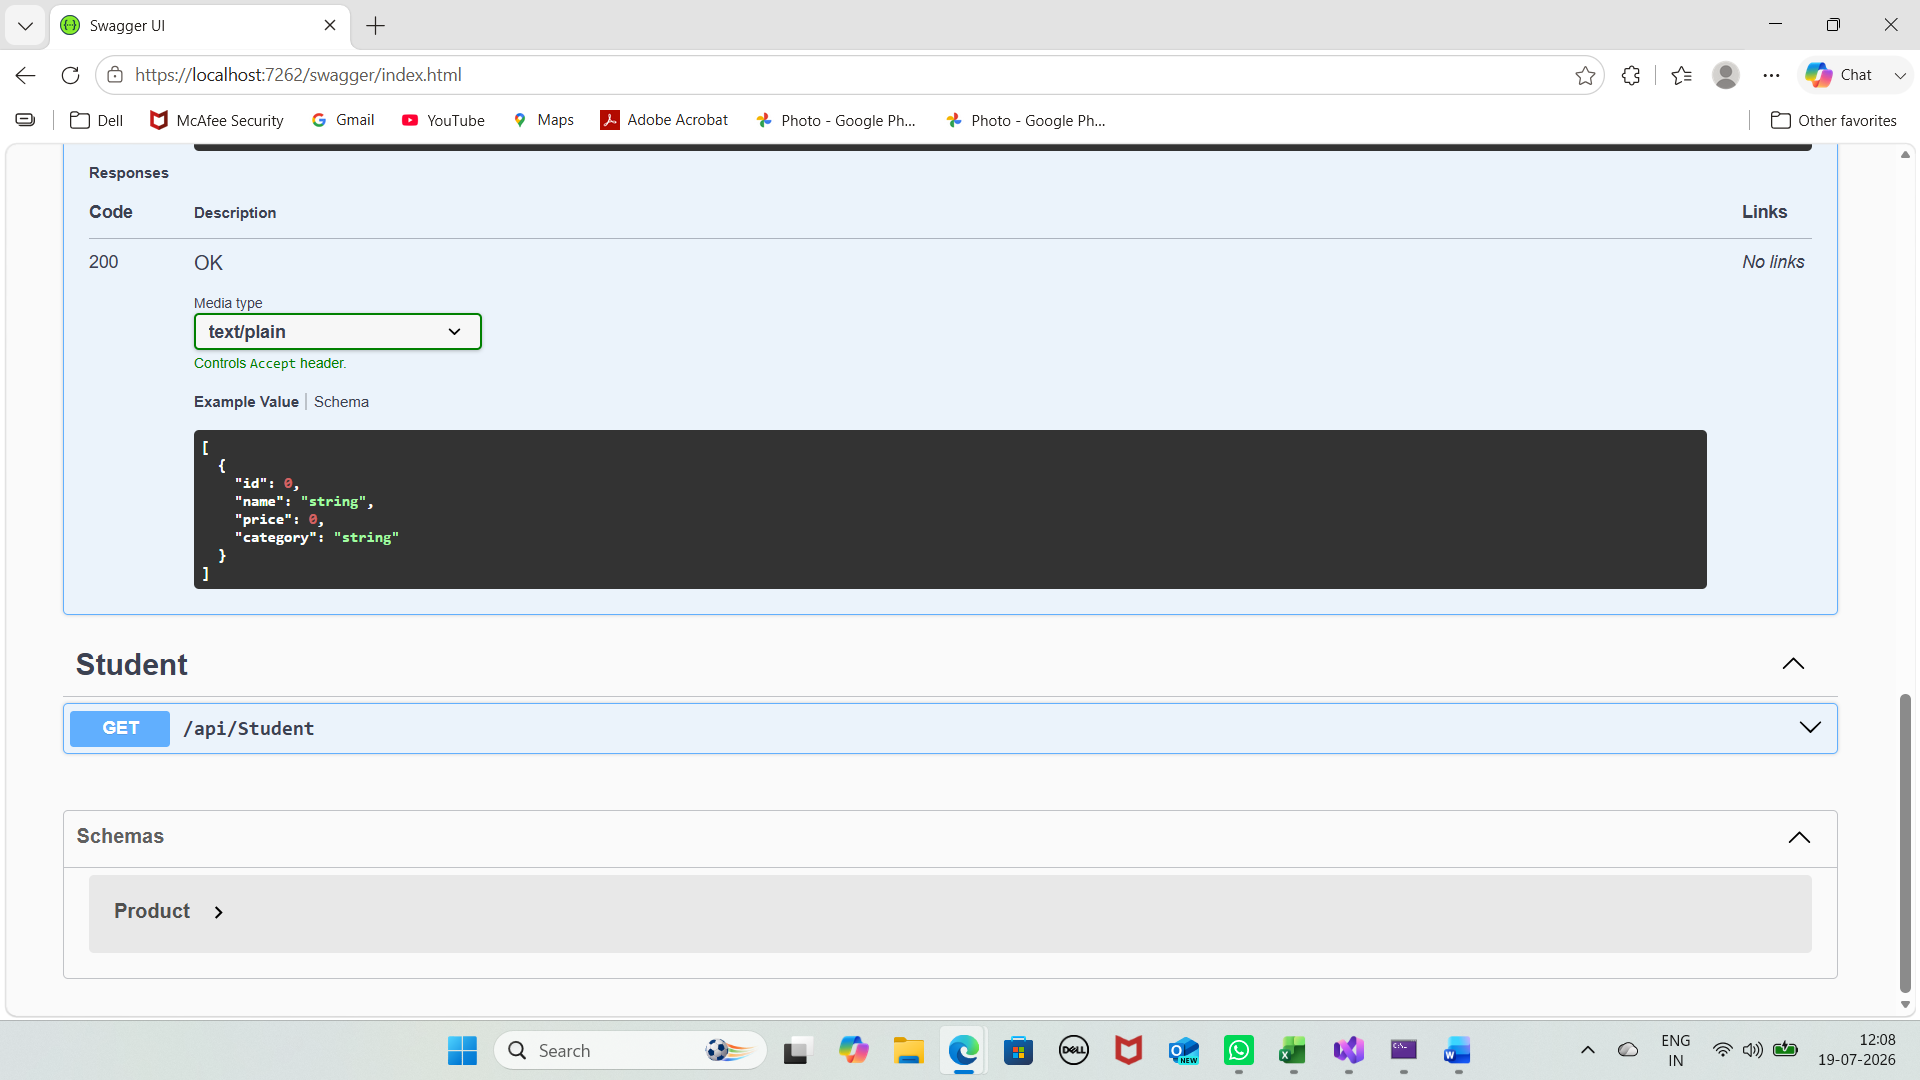 Swagger UI
https://localhost:7262/swagger/index.html
Chat
Dell
McAfee Security
Gmail
YouTube
Maps
Adobe Acrobat
Photo - Google Ph...
Photo - Google Ph...
Other favorites
Responses
Code Description Links
200 OK No links
Media type
text/plain
Controls Accept header.
Example Value | Schema
[
  {
    "id": 0,
    "name": "string",
    "price": 0,
    "category": "string"
  }
]
Student
GET /api/Student
Schemas
Product
Search
DELL
NEW
ENG
IN
12:08
19-07-2026